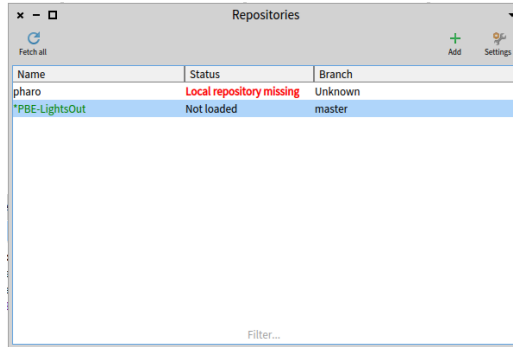 Repositories
Fetch all
Add
Settings
Name Status Branch
pharo Local repository missing Unknown
*PBE-LightsOut Not loaded master
Filter...